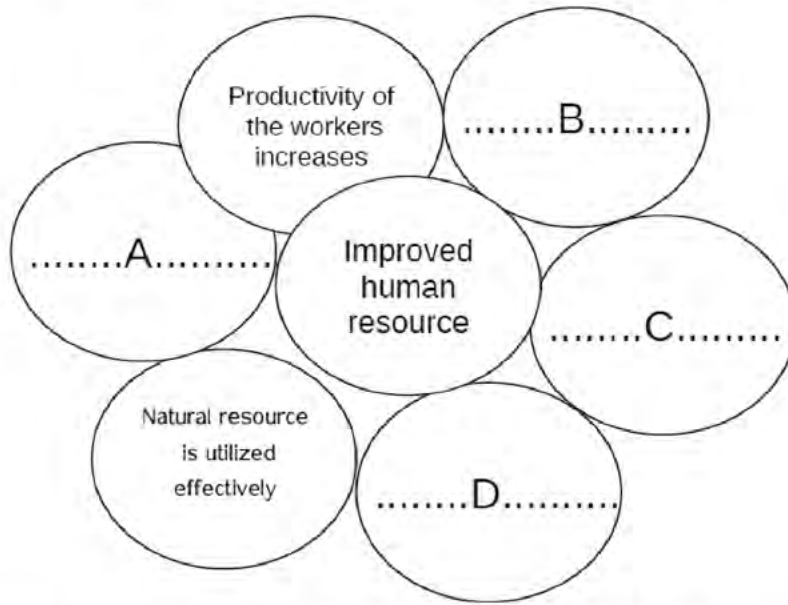 Productivity of
the workers
increases
........B.........
........A...........
Improved
human
resource
........C.........
Natural resource
is utilized
effectively
........D..........